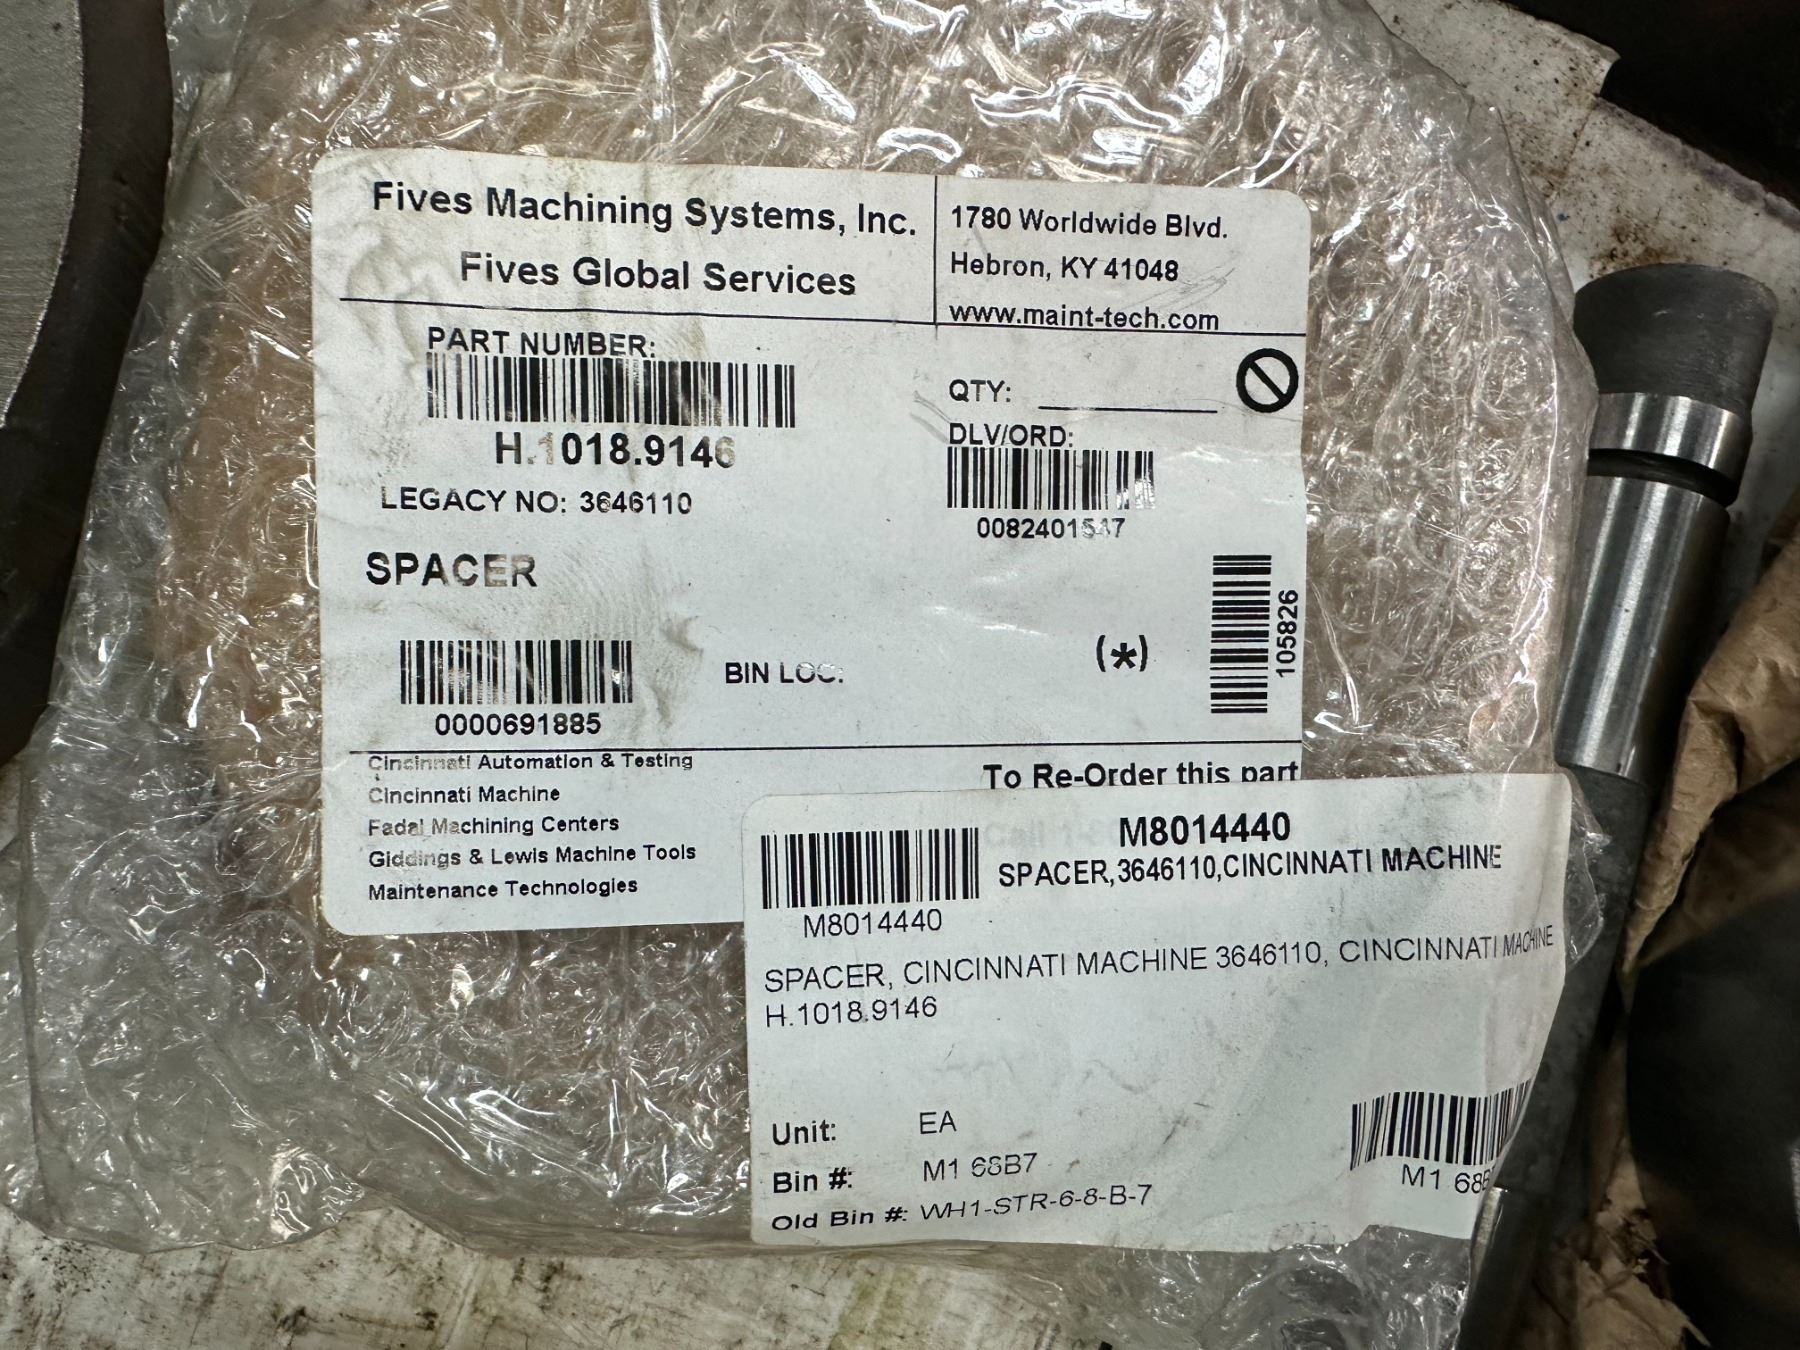 Fives Machining Systems, Inc.
Fives Global Services
1780 Worldwide Blvd.
Hebron, KY 41048
www.maint-tech.com
PART NUMBER:
H.1018.9146
LEGACY NO: 3646110
SPACER
0000691885
BIN LOC:
QTY:
DLV/ORD:
(*)
105826
Cincinnati Automation & Testing
Cincinnati Machine
Fadal Machining Centers
Giddings & Lewis Machine Tools
Maintenance Technologies
To Re-Order this part
M8014440
SPACER,3646110,CINCINNATI MACHINE
M8014440
SPACER, CINCINNATI MACHINE 3646110, CINCINNATI MACHINE
H.1018.9146
Unit: EA
Bin #: M1 68B7
Old Bin #: WH1-STR-6-8-B-7
M1 68B